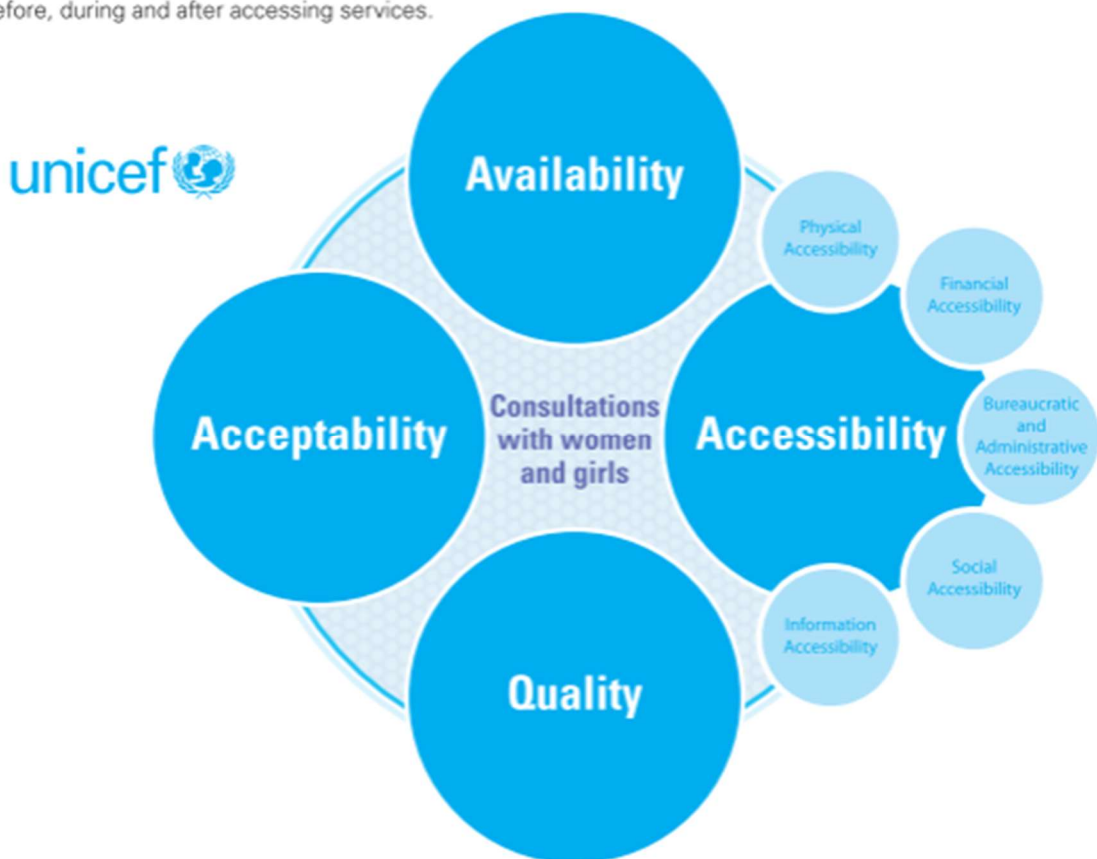 during and after accessing services.
unicef
Availability
Physical
Accessibility
Financial
Accessibility
Acceptability
Consultations
with women
and girls
Accessibility
Bureaucratic
and
Administrative
Accessibility
Social
Accessibility
Information
Accessibility
Quality